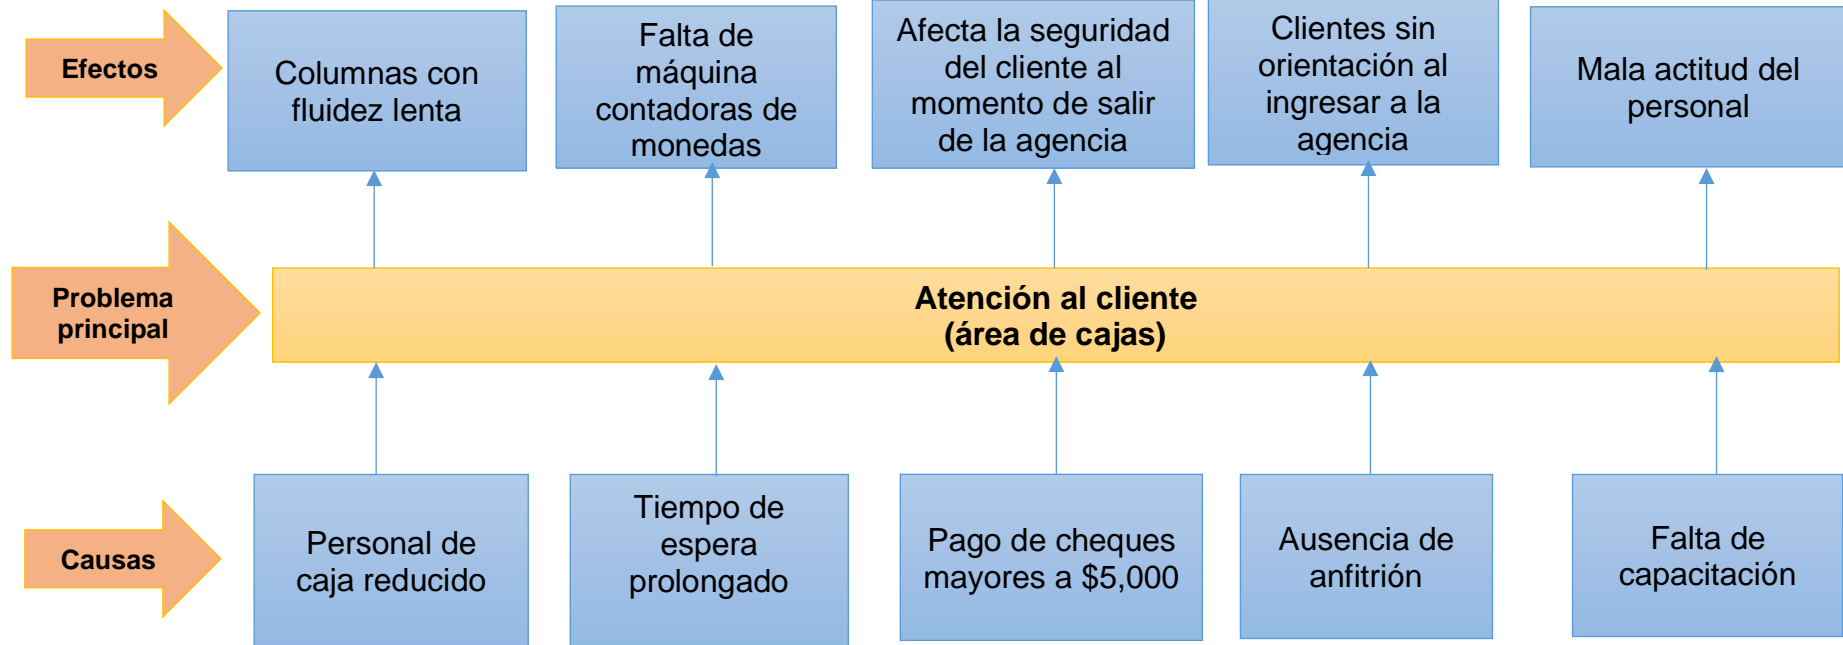 Efectos
Columnas con
fluidez lenta
Falta de
máquina
contadoras de
monedas
Afecta la seguridad
del cliente al
momento de salir
de la agencia
Clientes sin
orientación al
ingresar a la
agencia
Mala actitud del
personal
Problema
principal
Atención al cliente
(área de cajas)
Causas
Personal de
caja reducido
Tiempo de
espera
prolongado
Pago de cheques
mayores a $5,000
Ausencia de
anfitrión
Falta de
capacitación